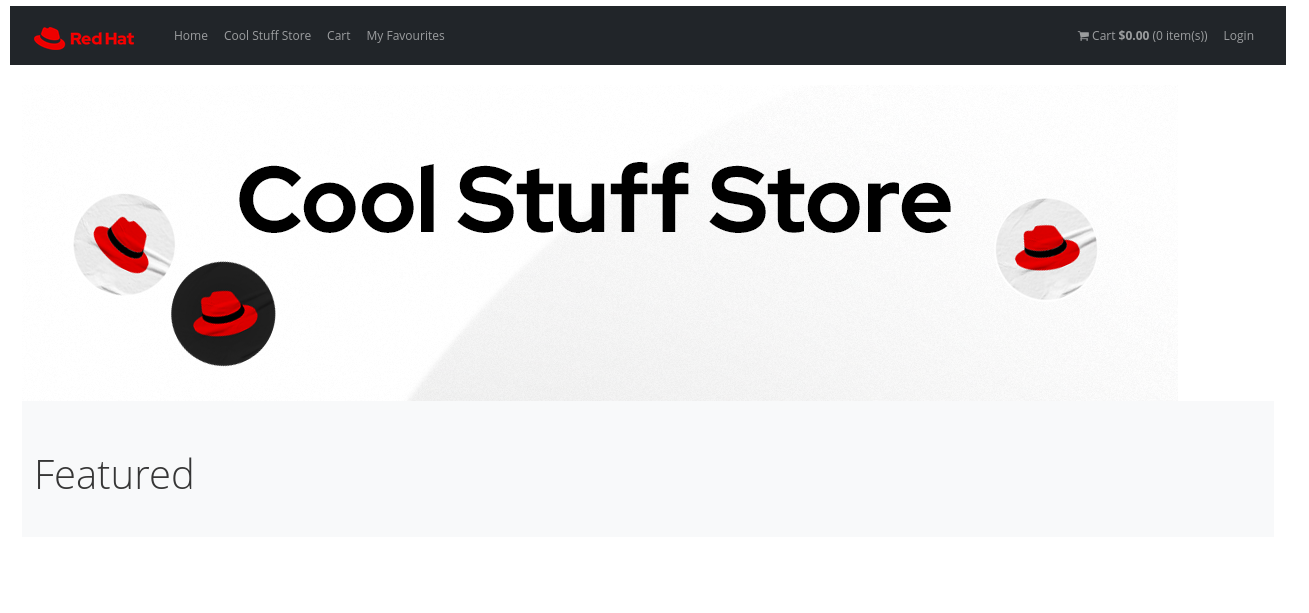 Red Hat Home Cool Stuff Store Cart My Favourites Cart $0.00 (0 item(s)) Login
Cool Stuff Store
Featured